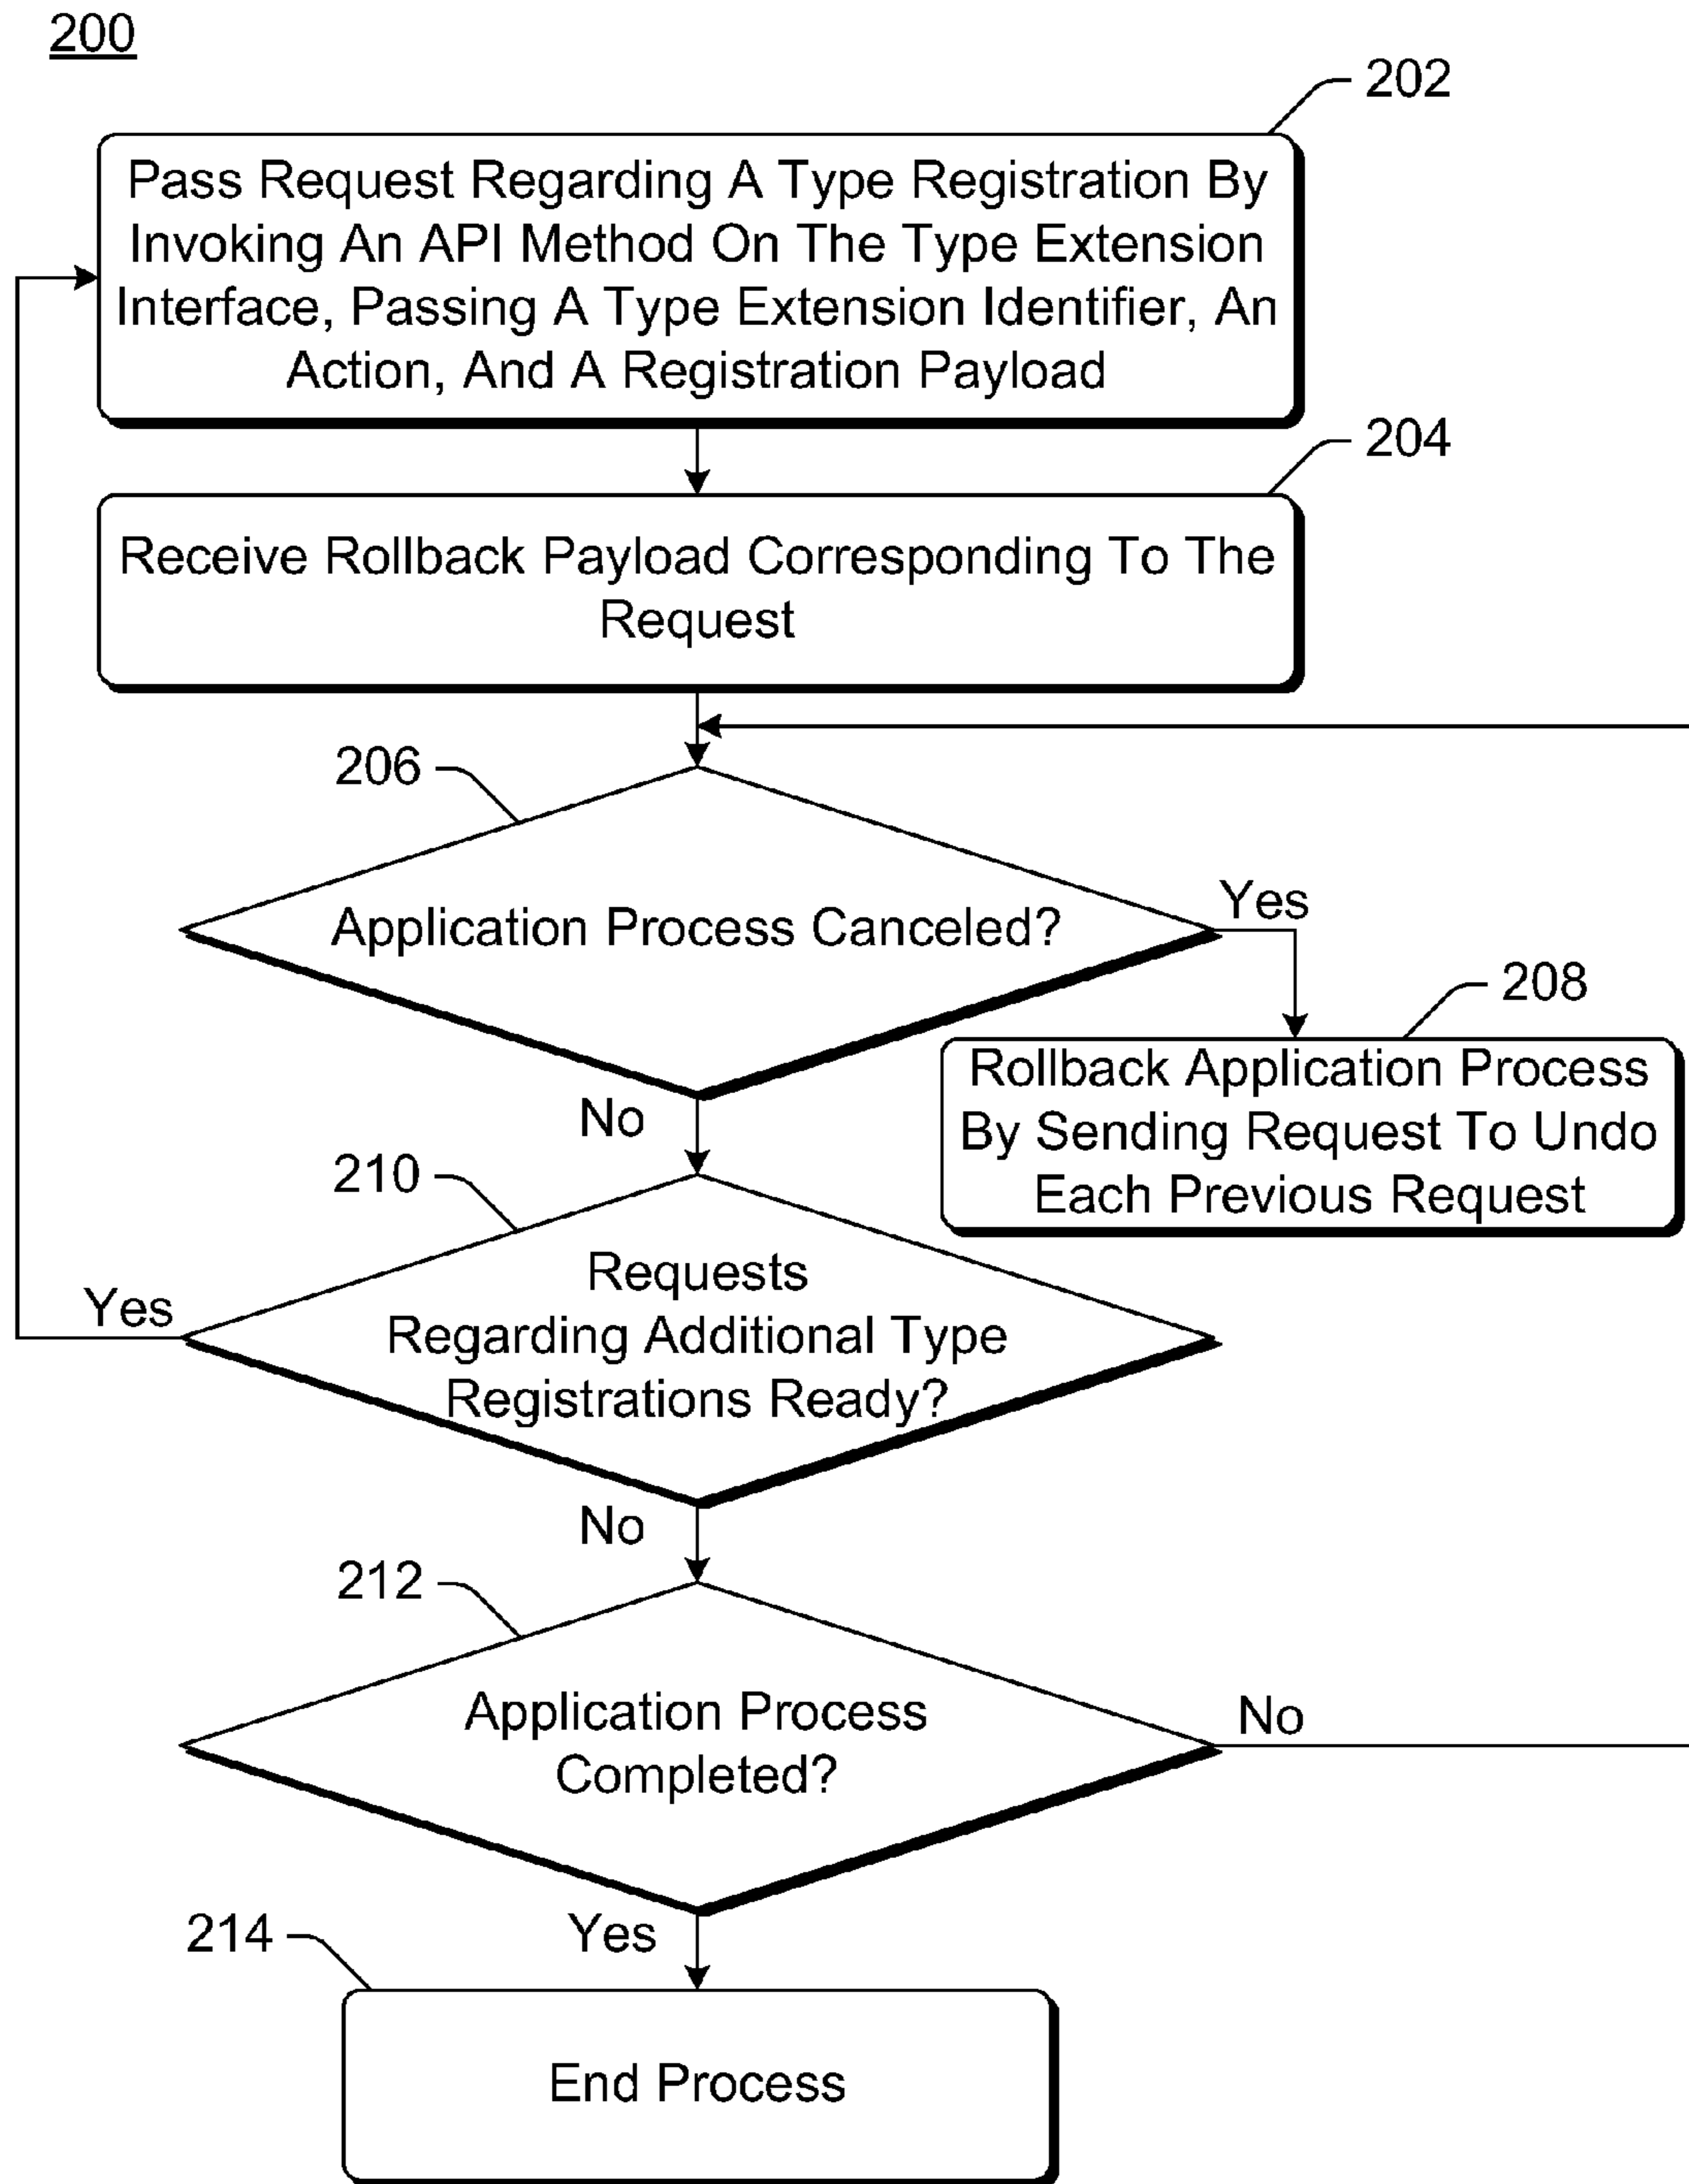 200
202
Pass Request Regarding A Type Registration By
Invoking An API Method On The Type Extension
Interface, Passing A Type Extension Identifier, An
Action, And A Registration Payload
204
Receive Rollback Payload Corresponding To The
Request
206
Application Process Canceled?
Yes
208
Rollback Application Process
By Sending Request To Undo
Each Previous Request
No
210
Requests
Regarding Additional Type
Registrations Ready?
Yes
No
212
Application Process
Completed?
No
Yes
214
End Process